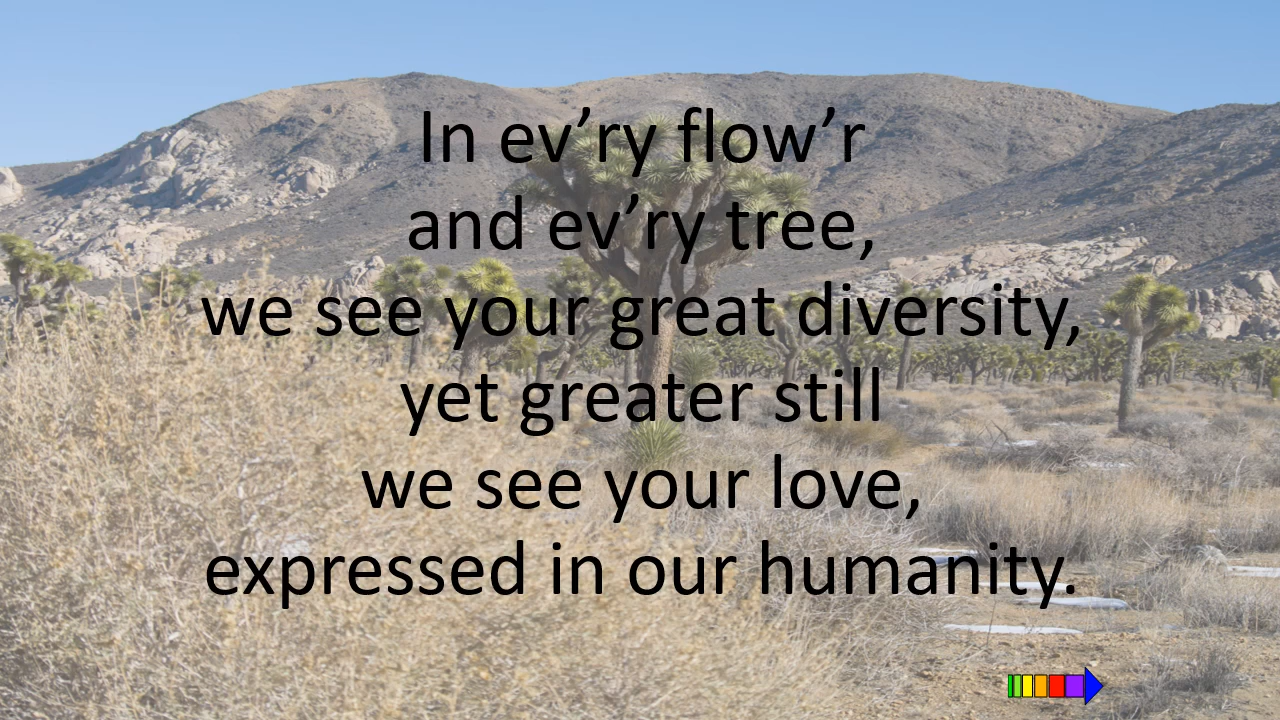 In ev’ry flow’r
and ev’ry tree,
we see your great diversity,
yet greater still
we see your love,
expressed in our humanity.